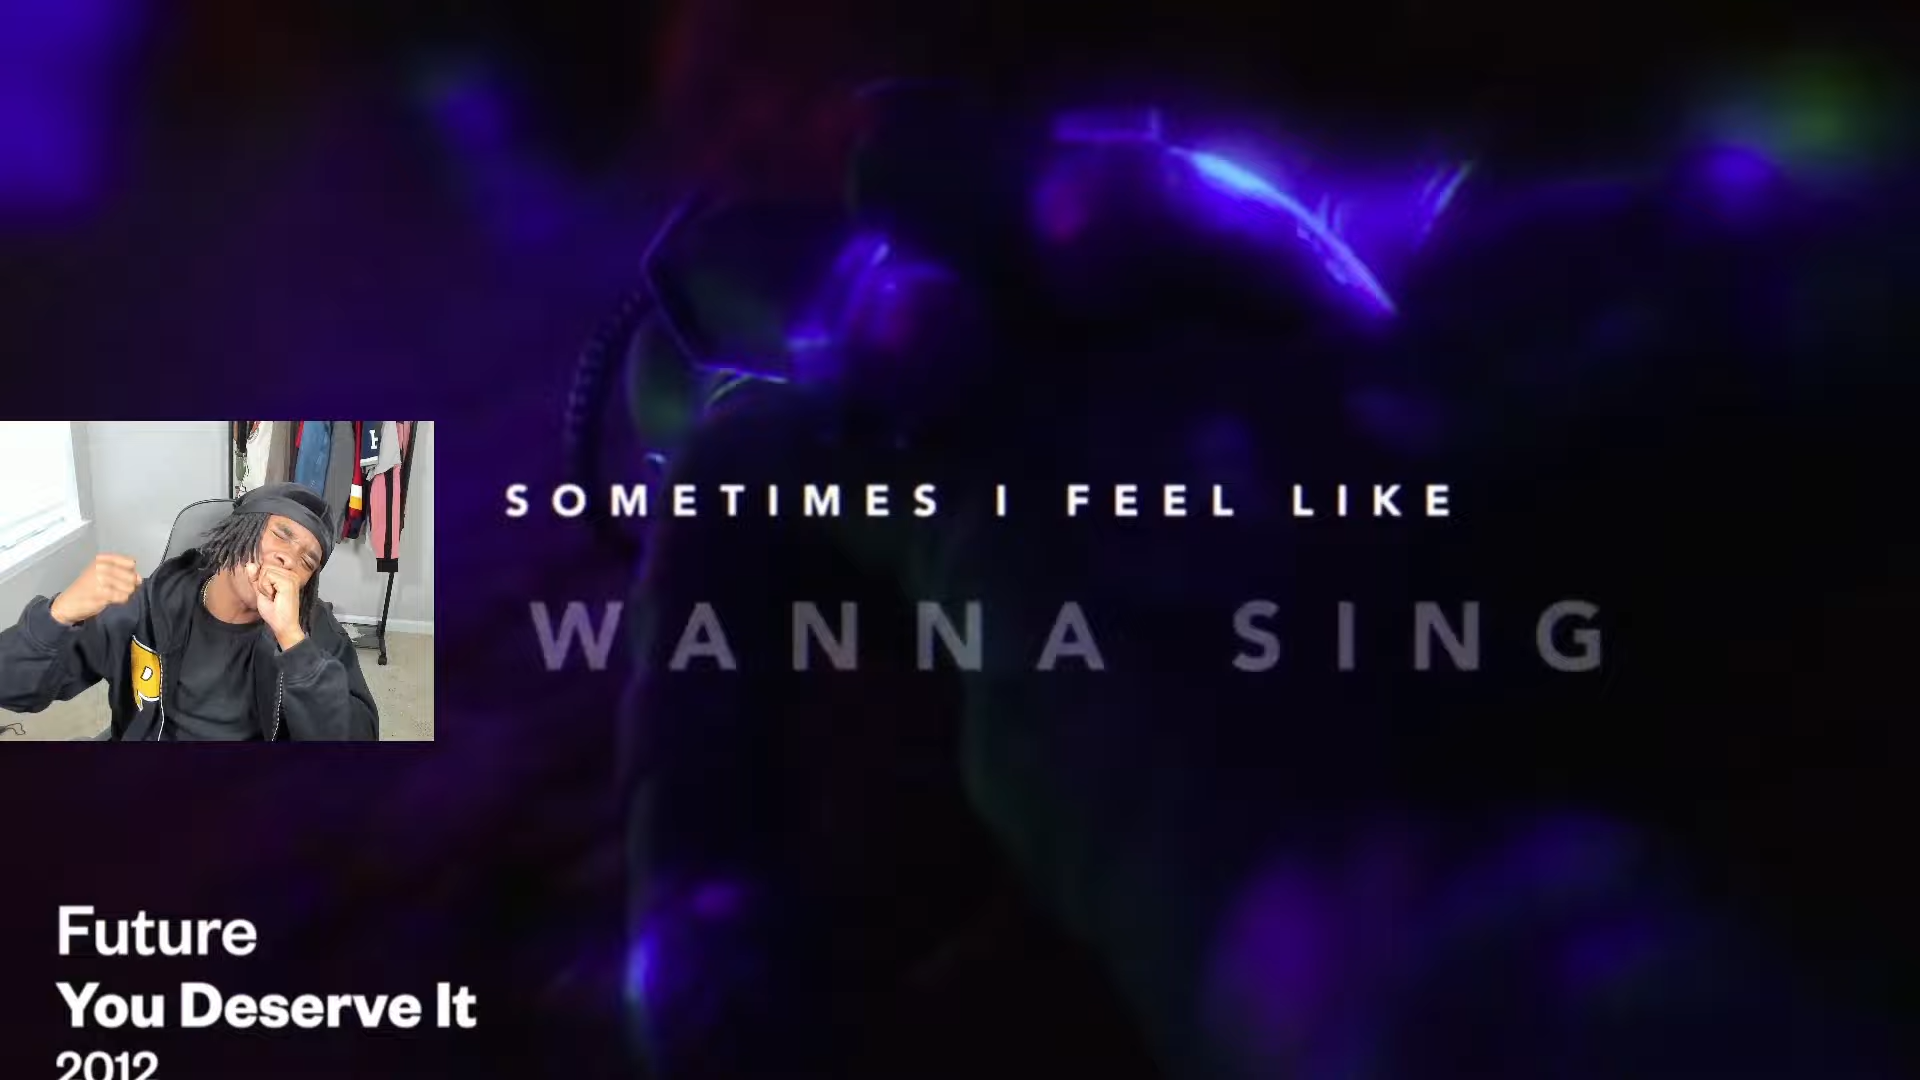 SOMETIMES I FEEL LIKE
WANNA SING
Future
You Deserve It
2012